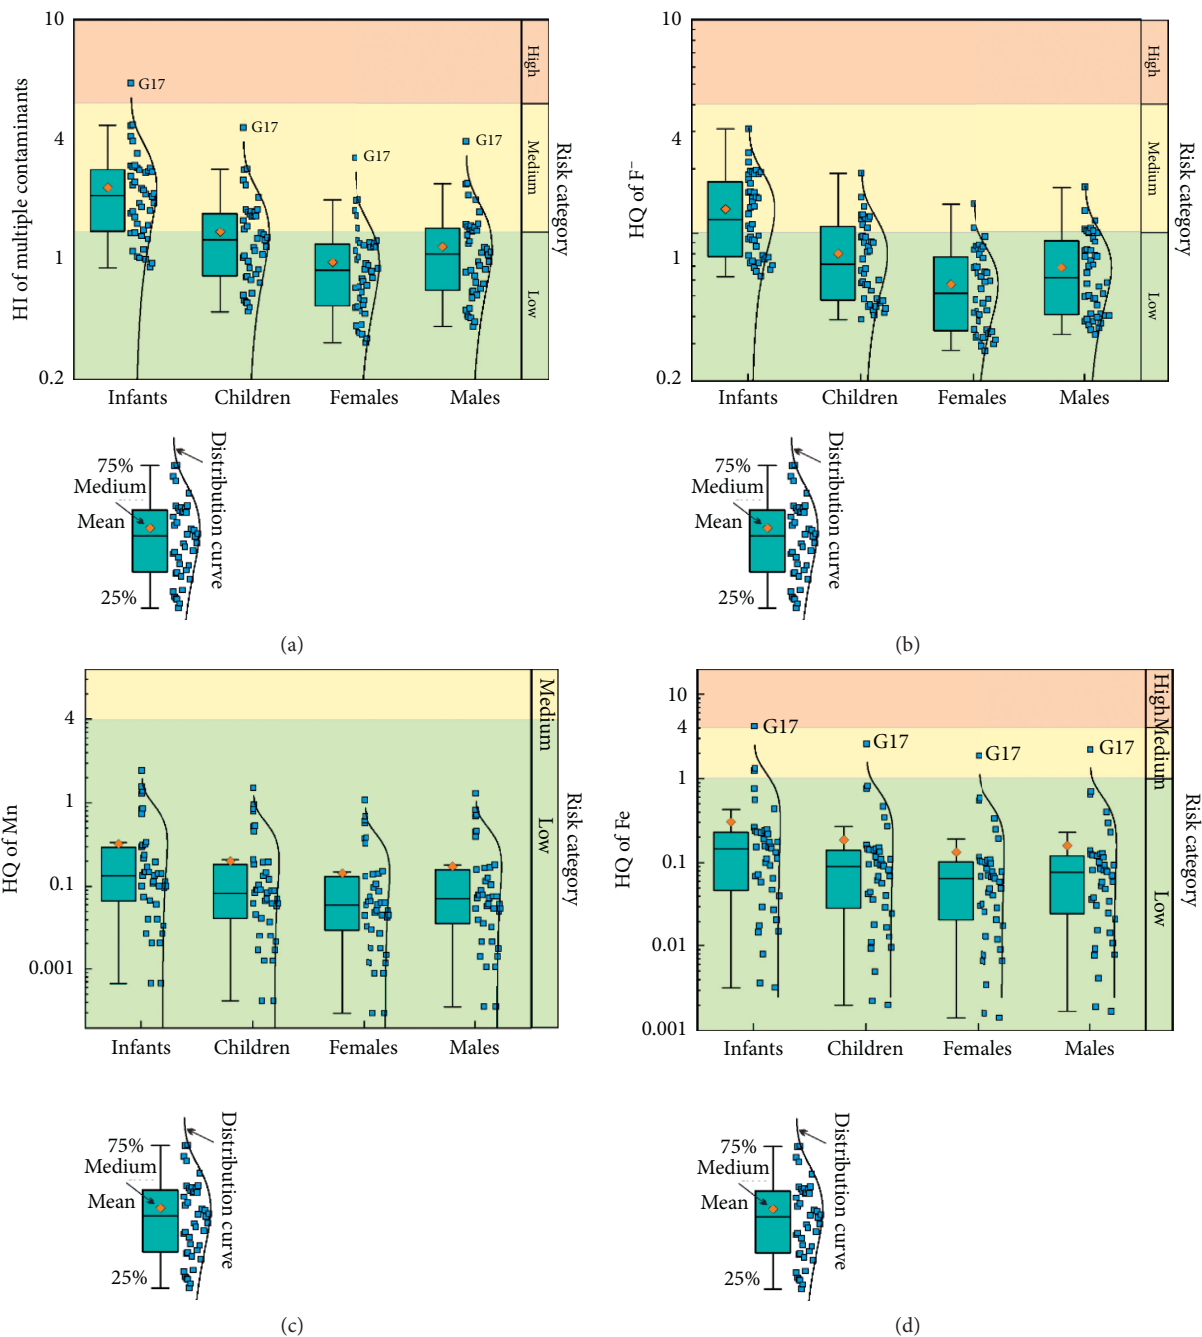 10
4
1
0.2
HI of multiple contaminants
G17
G17
G17
G17
High
Medium
Low
Risk category
Infants
Children
Females
Males
75%
Medium
Mean
25%
Distribution curve
(a)
10
4
1
0.2
HQ of F⁻
High
Medium
Low
Risk category
Infants
Children
Females
Males
75%
Medium
Mean
25%
Distribution curve
(b)
4
1
0.1
0.001
HQ of Mn
Medium
Low
Risk category
Infants
Children
Females
Males
75%
Medium
Mean
25%
Distribution curve
(c)
10
4
1
0.1
0.01
0.001
HQ of Fe
G17
G17
G17
G17
High
Medium
Low
Risk category
Infants
Children
Females
Males
75%
Medium
Mean
25%
Distribution curve
(d)